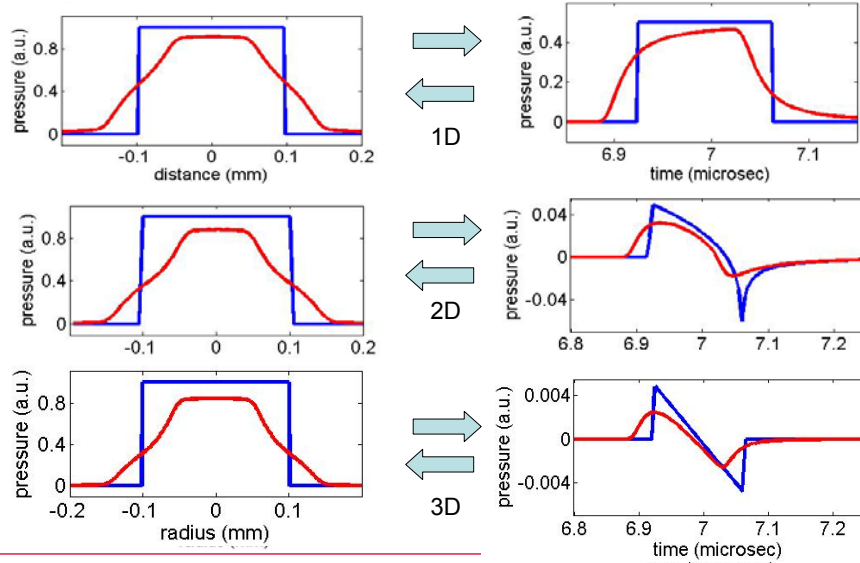 pressure (a.u.)
0.8
0.4
0
-0.1 0 0.1 0.2
distance (mm)
1D
pressure (a.u.)
0.4
0.2
0
6.9 7 7.1
time (microsec)
pressure (a.u.)
0.8
0.4
0
-0.1 0 0.1 0.2
2D
pressure (a.u.)
0.04
0
-0.04
6.8 6.9 7 7.1 7.2
pressure (a.u.)
0.8
0.4
0
-0.2 -0.1 0 0.1
radius (mm)
3D
pressure (a.u.)
0.004
0
-0.004
6.8 6.9 7 7.1 7.2
time (microsec)